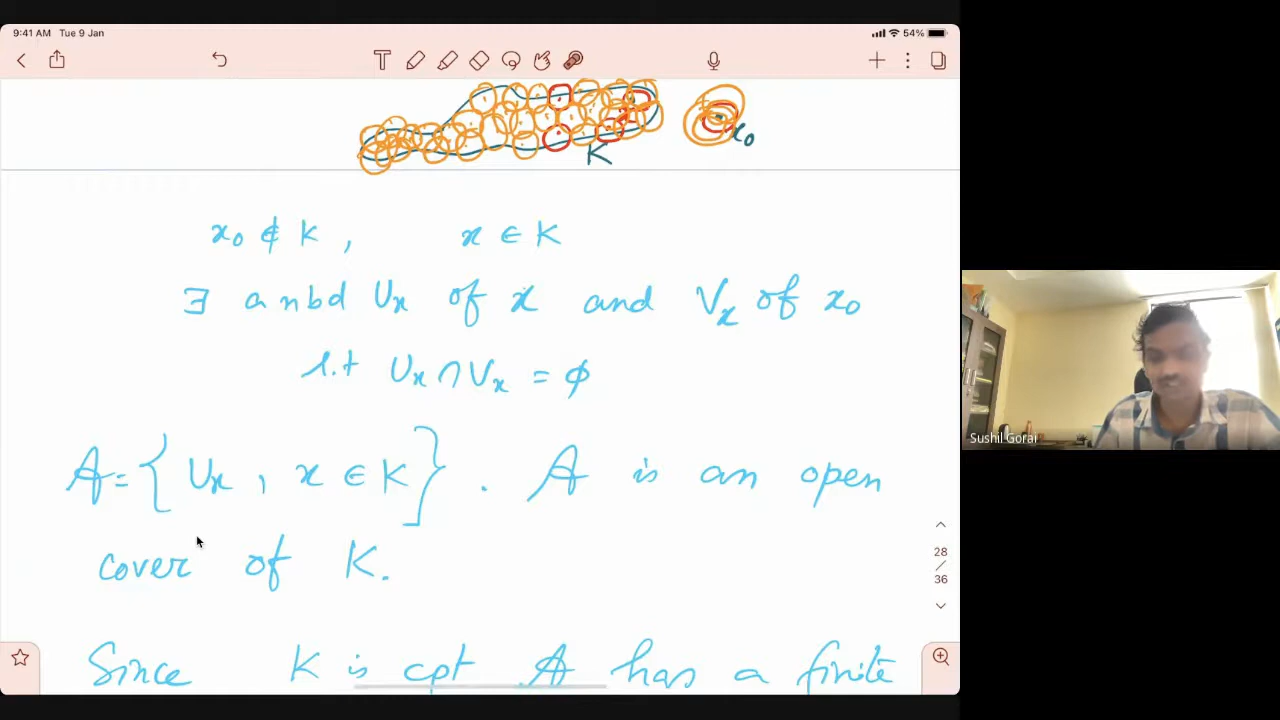 9:41 AM Tue 9 Jan
54%
T
K
x₀
x₀ ∉ K , x ∈ K
∃ a nbd Uₓ of x and Vₓ of x₀
s.t Uₓ ∩ Vₓ = ϕ
A = { Uₓ , x ∈ K } . A is an open
cover of K.
Since K is cpt A has a finite
28
/
36
Sushil Gorai